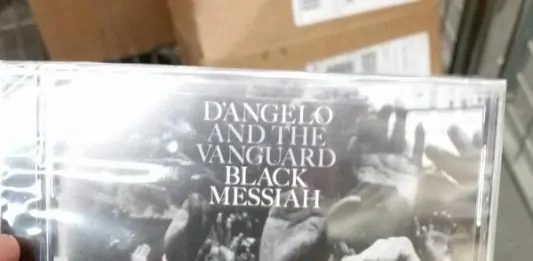 D'ANGELO
AND THE
VANGUARD
BLACK
MESSIAH